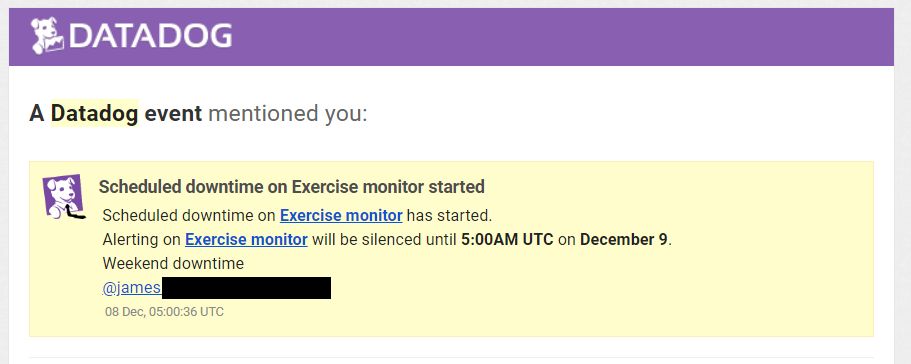 DATADOG
A Datadog event mentioned you:
Scheduled downtime on Exercise monitor started
Scheduled downtime on Exercise monitor has started.
Alerting on Exercise monitor will be silenced until 5:00AM UTC on December 9.
Weekend downtime
@james
08 Dec, 05:00:36 UTC